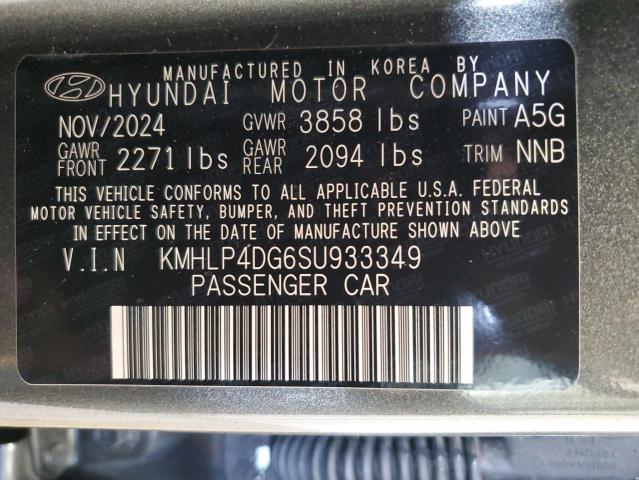 MANUFACTURED IN KOREA BY
HYUNDAI MOTOR COMPANY
NOV/2024 GVWR 3858 lbs PAINT A5G
GAWR FRONT 2271 lbs GAWR REAR 2094 lbs TRIM NNB
THIS VEHICLE CONFORMS TO ALL APPLICABLE U.S.A. FEDERAL
MOTOR VEHICLE SAFETY, BUMPER, AND THEFT PREVENTION STANDARDS
IN EFFECT ON THE DATE OF MANUFACTURE SHOWN ABOVE
V.I.N KMHLP4DG6SU933349
PASSENGER CAR